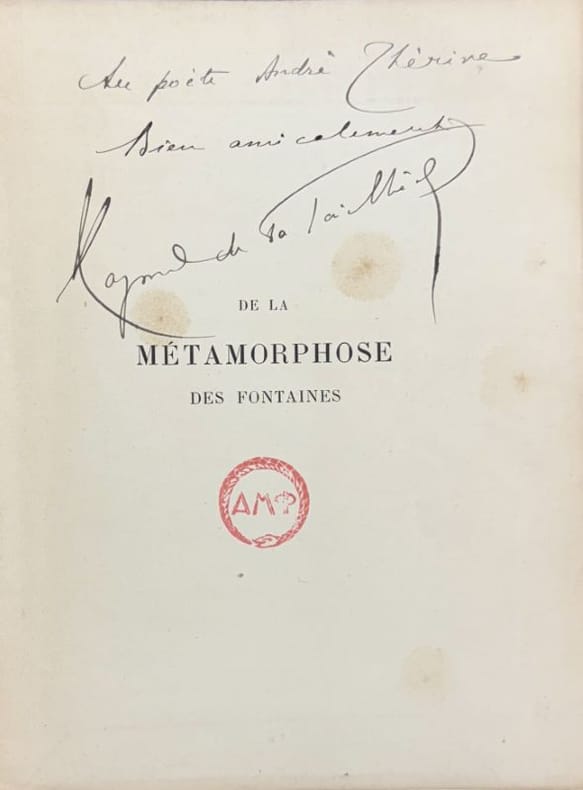 Au poète André Thérive
Bien amicalement
Raymond de la Tailhède
DE LA
MÉTAMORPHOSE
DES FONTAINES
AMP